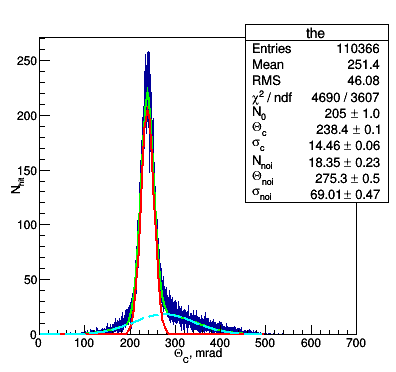 the
Entries 110366
Mean 251.4
RMS 46.08
χ² / ndf 4690 / 3607
N₀ 205 ± 1.0
Θc 238.4 ± 0.1
σc 14.46 ± 0.06
Nnoi 18.35 ± 0.23
Θnoi 275.3 ± 0.5
σnoi 69.01 ± 0.47
250
200
150
100
50
0
Nhit
0 100 200 300 400 500 600 700
ΘC, mrad